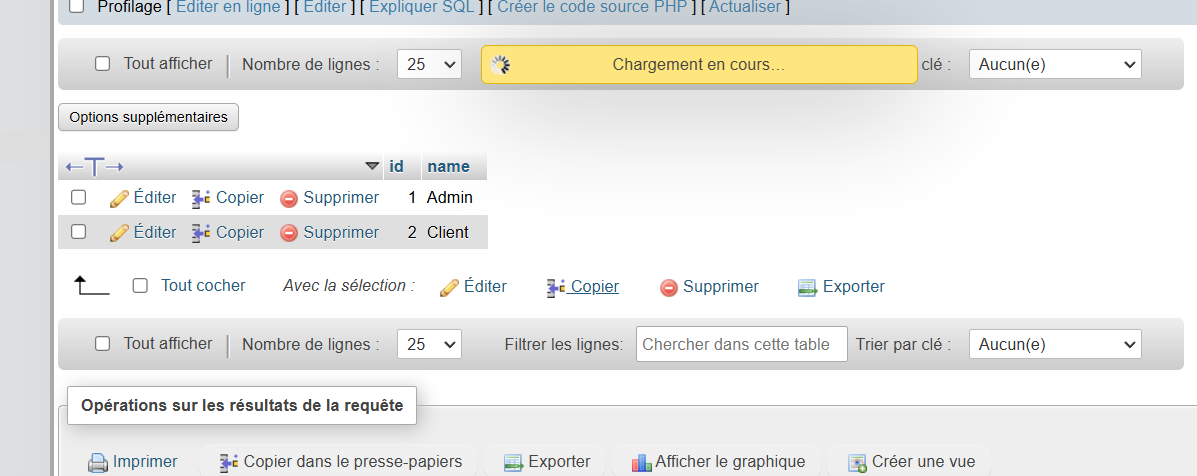 Profilage [ Éditer en ligne ] [ Éditer ] [ Expliquer SQL ] [ Créer le code source PHP ] [ Actualiser ]
Tout afficher Nombre de lignes : 25 Chargement en cours... clé : Aucun(e)
Options supplémentaires
←T→ id name
Éditer Copier Supprimer 1 Admin
Éditer Copier Supprimer 2 Client
Tout cocher Avec la sélection : Éditer Copier Supprimer Exporter
Tout afficher Nombre de lignes : 25 Filtrer les lignes: Chercher dans cette table Trier par clé : Aucun(e)
Opérations sur les résultats de la requête
Imprimer Copier dans le presse-papiers Exporter Afficher le graphique Créer une vue